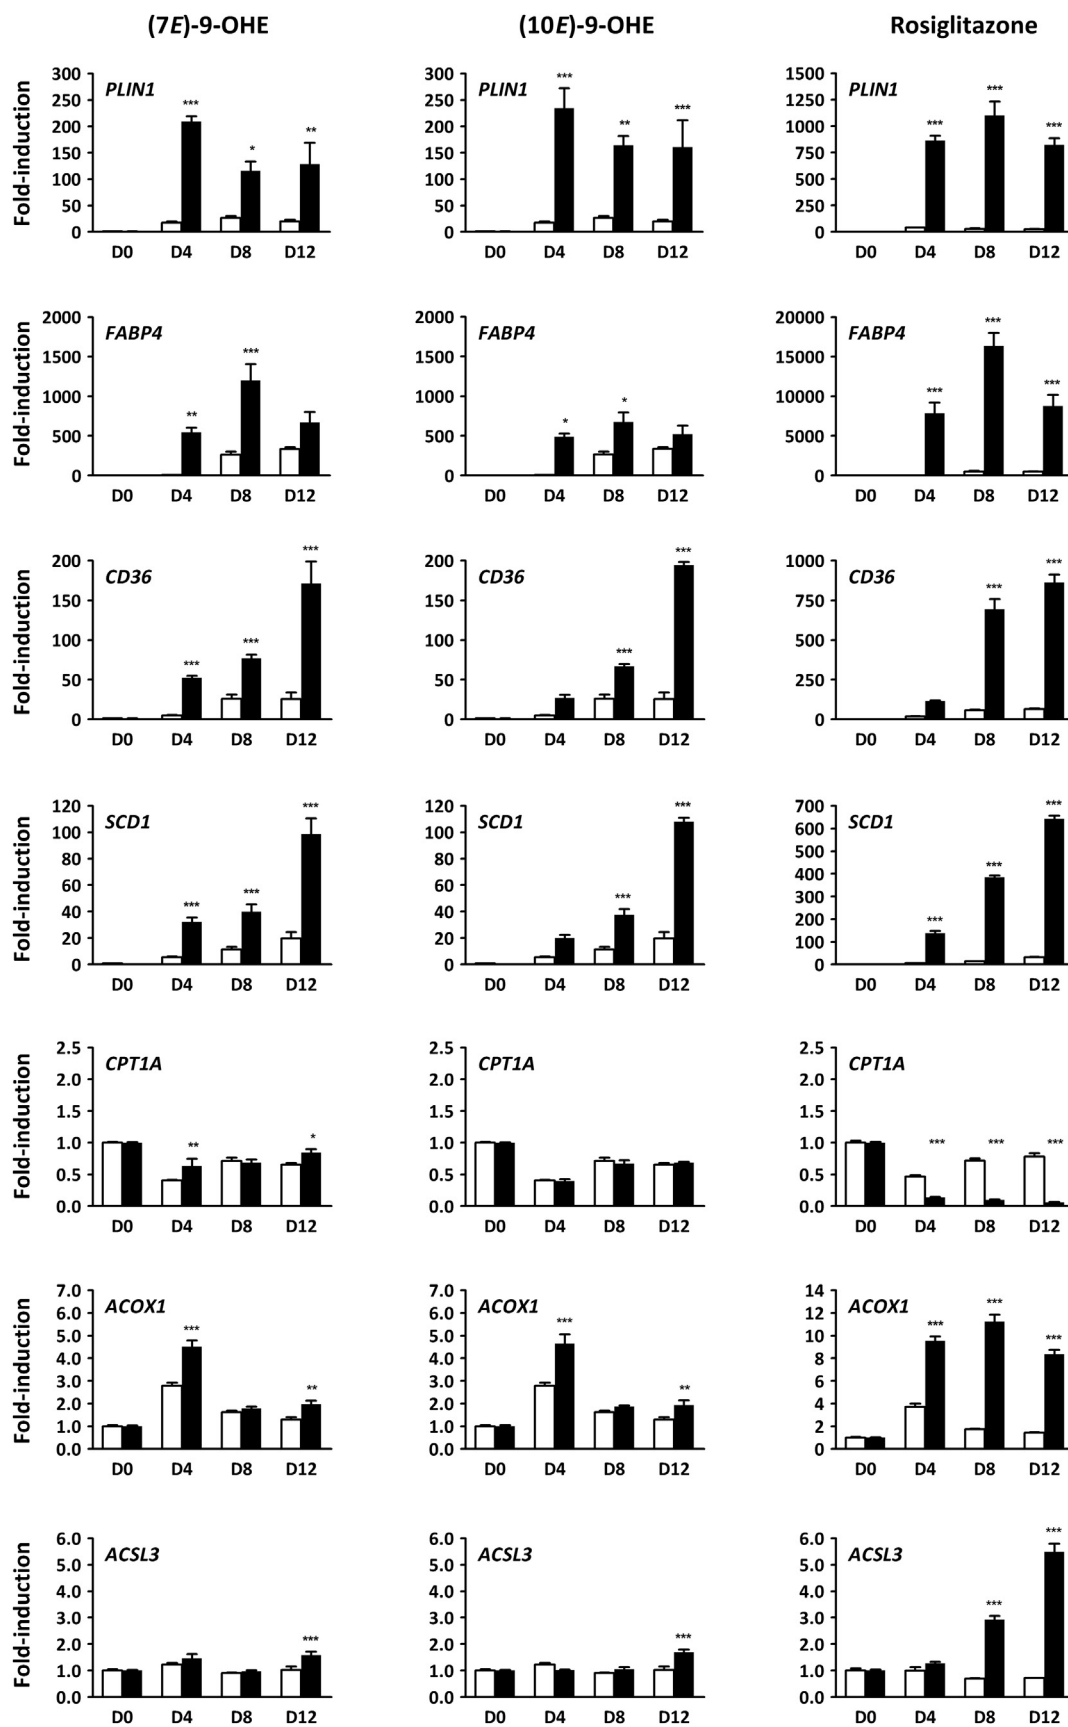 (7E)-9-OHE (10E)-9-OHE Rosiglitazone
Fold-induction
PLIN1
300
250
200
150
100
50
0
*** * **
D0 D4 D8 D12
PLIN1
300
250
200
150
100
50
0
*** ** ***
D0 D4 D8 D12
PLIN1
1500
1250
1000
750
500
250
0
*** *** ***
D0 D4 D8 D12
Fold-induction
FABP4
2000
1500
1000
500
0
** ***
D0 D4 D8 D12
FABP4
2000
1500
1000
500
0
* *
D0 D4 D8 D12
FABP4
20000
15000
10000
5000
0
*** *** ***
D0 D4 D8 D12
Fold-induction
CD36
200
150
100
50
0
*** *** ***
D0 D4 D8 D12
CD36
200
150
100
50
0
*** ***
D0 D4 D8 D12
CD36
1000
750
500
250
0
*** ***
D0 D4 D8 D12
Fold-induction
SCD1
120
100
80
60
40
20
0
*** *** ***
D0 D4 D8 D12
SCD1
120
100
80
60
40
20
0
*** ***
D0 D4 D8 D12
SCD1
700
600
500
400
300
200
100
0
*** *** ***
D0 D4 D8 D12
Fold-induction
CPT1A
2.5
2.0
1.5
1.0
0.5
0.0
** *
D0 D4 D8 D12
CPT1A
2.5
2.0
1.5
1.0
0.5
0.0
D0 D4 D8 D12
CPT1A
2.5
2.0
1.5
1.0
0.5
0.0
*** *** ***
D0 D4 D8 D12
Fold-induction
ACOX1
7.0
6.0
5.0
4.0
3.0
2.0
1.0
0.0
*** **
D0 D4 D8 D12
ACOX1
7.0
6.0
5.0
4.0
3.0
2.0
1.0
0.0
*** **
D0 D4 D8 D12
ACOX1
14
12
10
8
6
4
2
0
*** *** ***
D0 D4 D8 D12
Fold-induction
ACSL3
6.0
5.0
4.0
3.0
2.0
1.0
0.0
***
D0 D4 D8 D12
ACSL3
6.0
5.0
4.0
3.0
2.0
1.0
0.0
***
D0 D4 D8 D12
ACSL3
6.0
5.0
4.0
3.0
2.0
1.0
0.0
*** ***
D0 D4 D8 D12